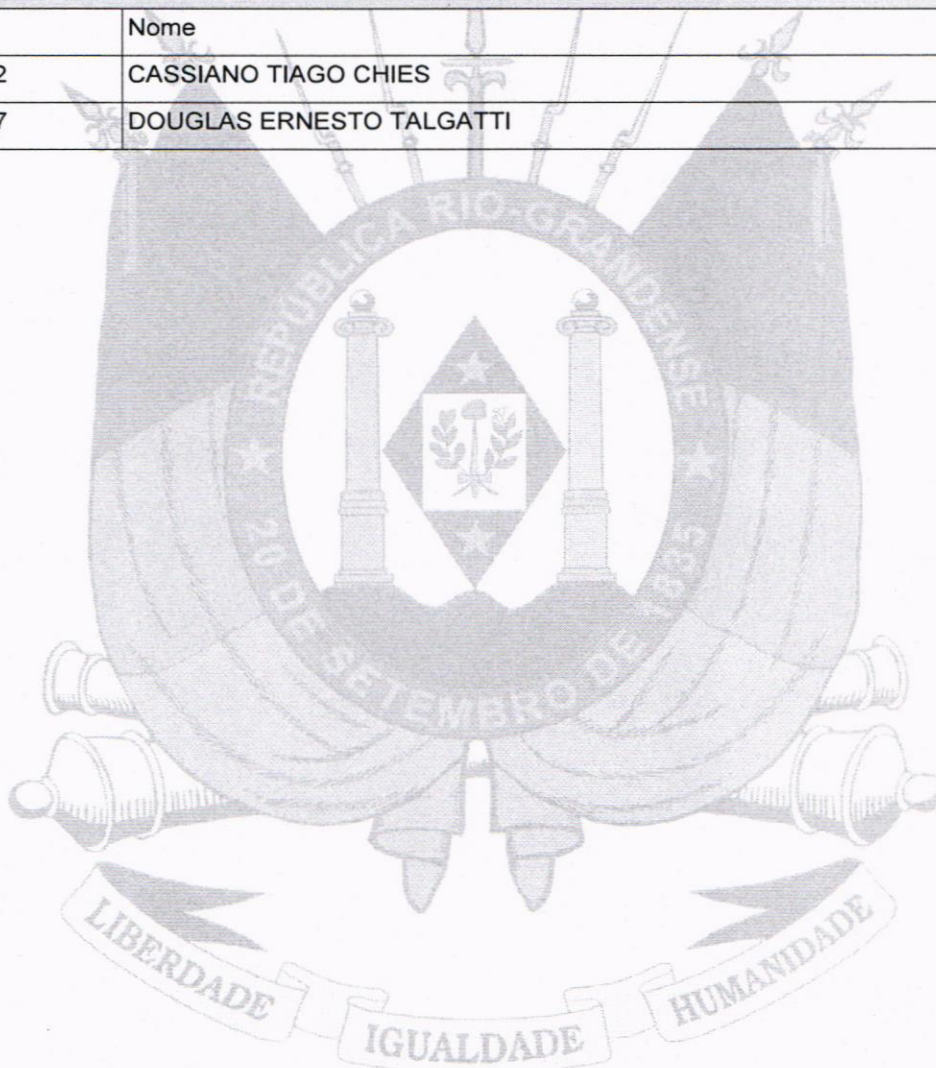 Nome
2 CASSIANO TIAGO CHIES
7 DOUGLAS ERNESTO TALGATTI
★ REPÚBLICA RIO-GRANDENSE ★
20 DE SETEMBRO DE 1835
LIBERDADE IGUALDADE HUMANIDADE